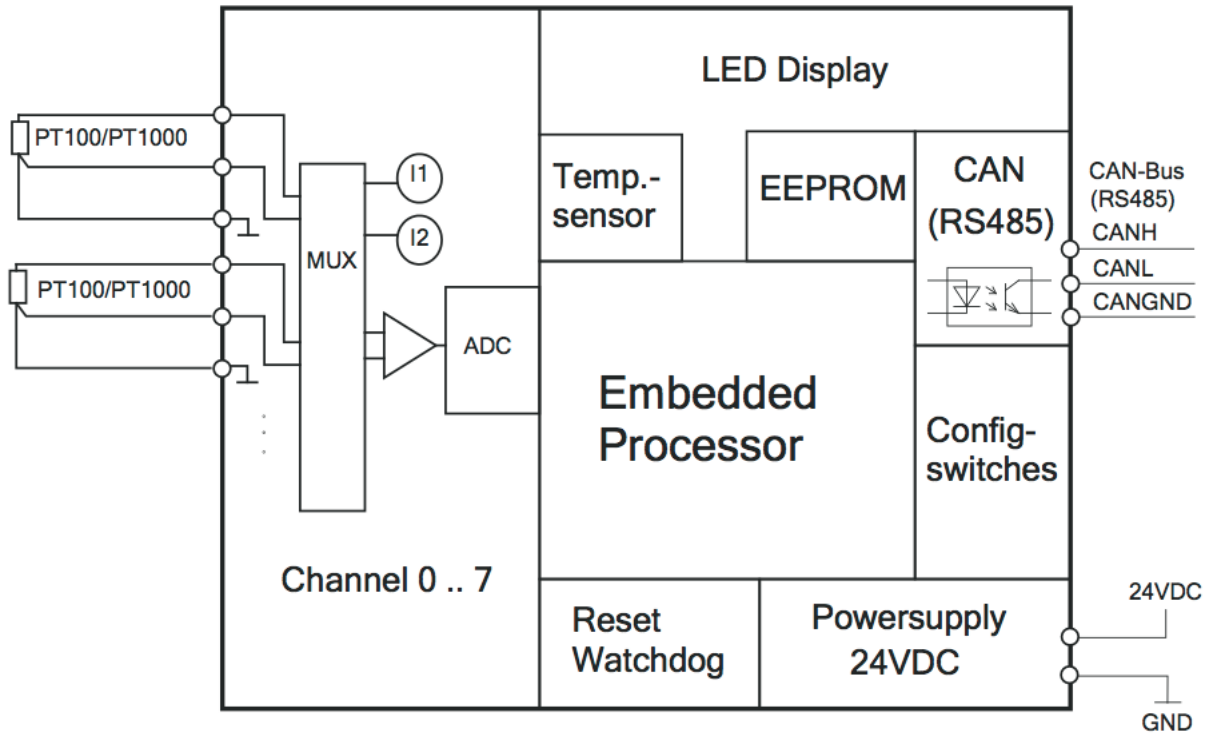 LED Display
PT100/PT1000
I1
I2
MUX
PT100/PT1000
ADC
Channel 0 .. 7
Temp.-
sensor
EEPROM
CAN
(RS485)
CAN-Bus
(RS485)
CANH
CANL
CANGND
Embedded
Processor
Config-
switches
Reset
Watchdog
Powersupply
24VDC
24VDC
GND